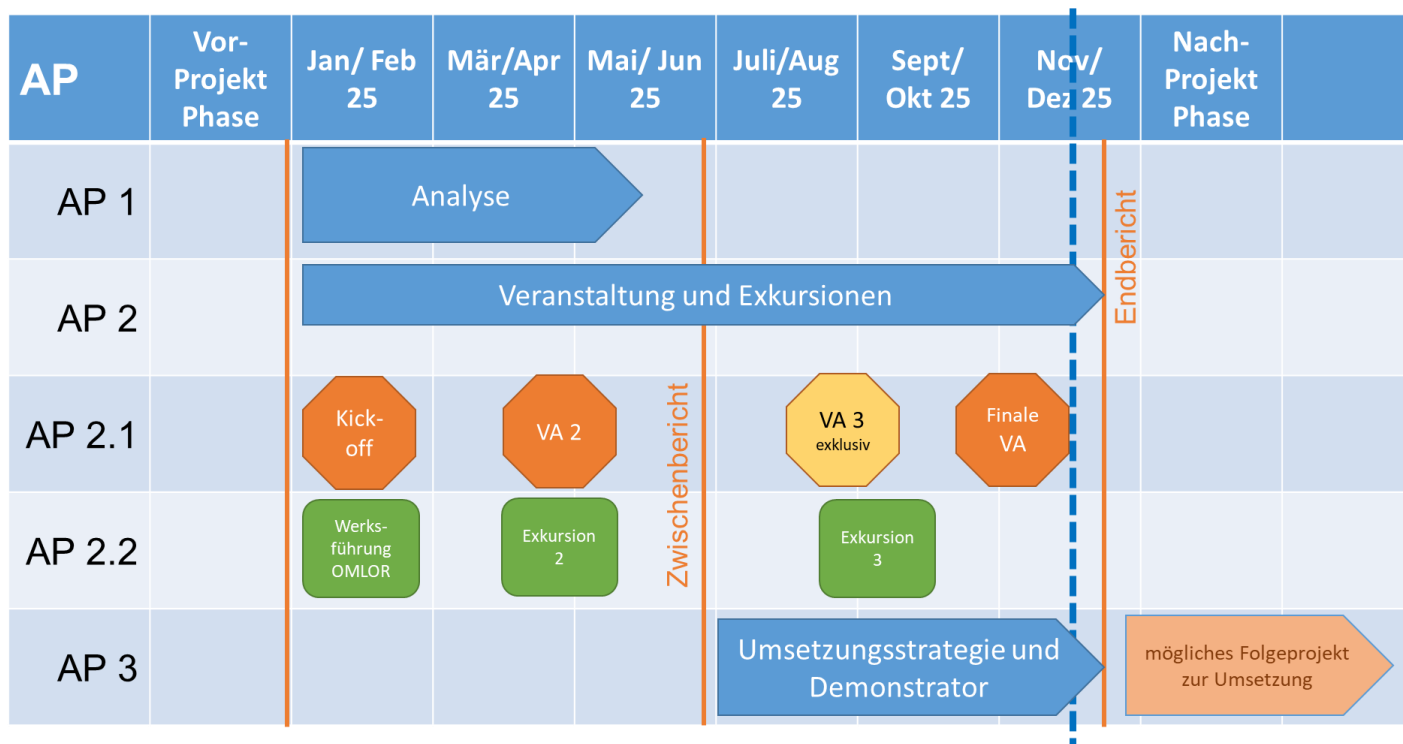 AP
Vor-
Projekt
Phase
Jan/ Feb
25
Mär/Apr
25
Mai/ Jun
25
Juli/Aug
25
Sept/
Okt 25
Nov/
Dez 25
Nach-
Projekt
Phase
AP 1
Analyse
Endbericht
AP 2
Veranstaltung und Exkursionen
AP 2.1
Kick-
off
VA 2
Zwischenbericht
VA 3
exklusiv
Finale
VA
AP 2.2
Werks-
führung
OMLOR
Exkursion
2
Exkursion
3
AP 3
Umsetzungsstrategie und
Demonstrator
mögliches Folgeprojekt
zur Umsetzung